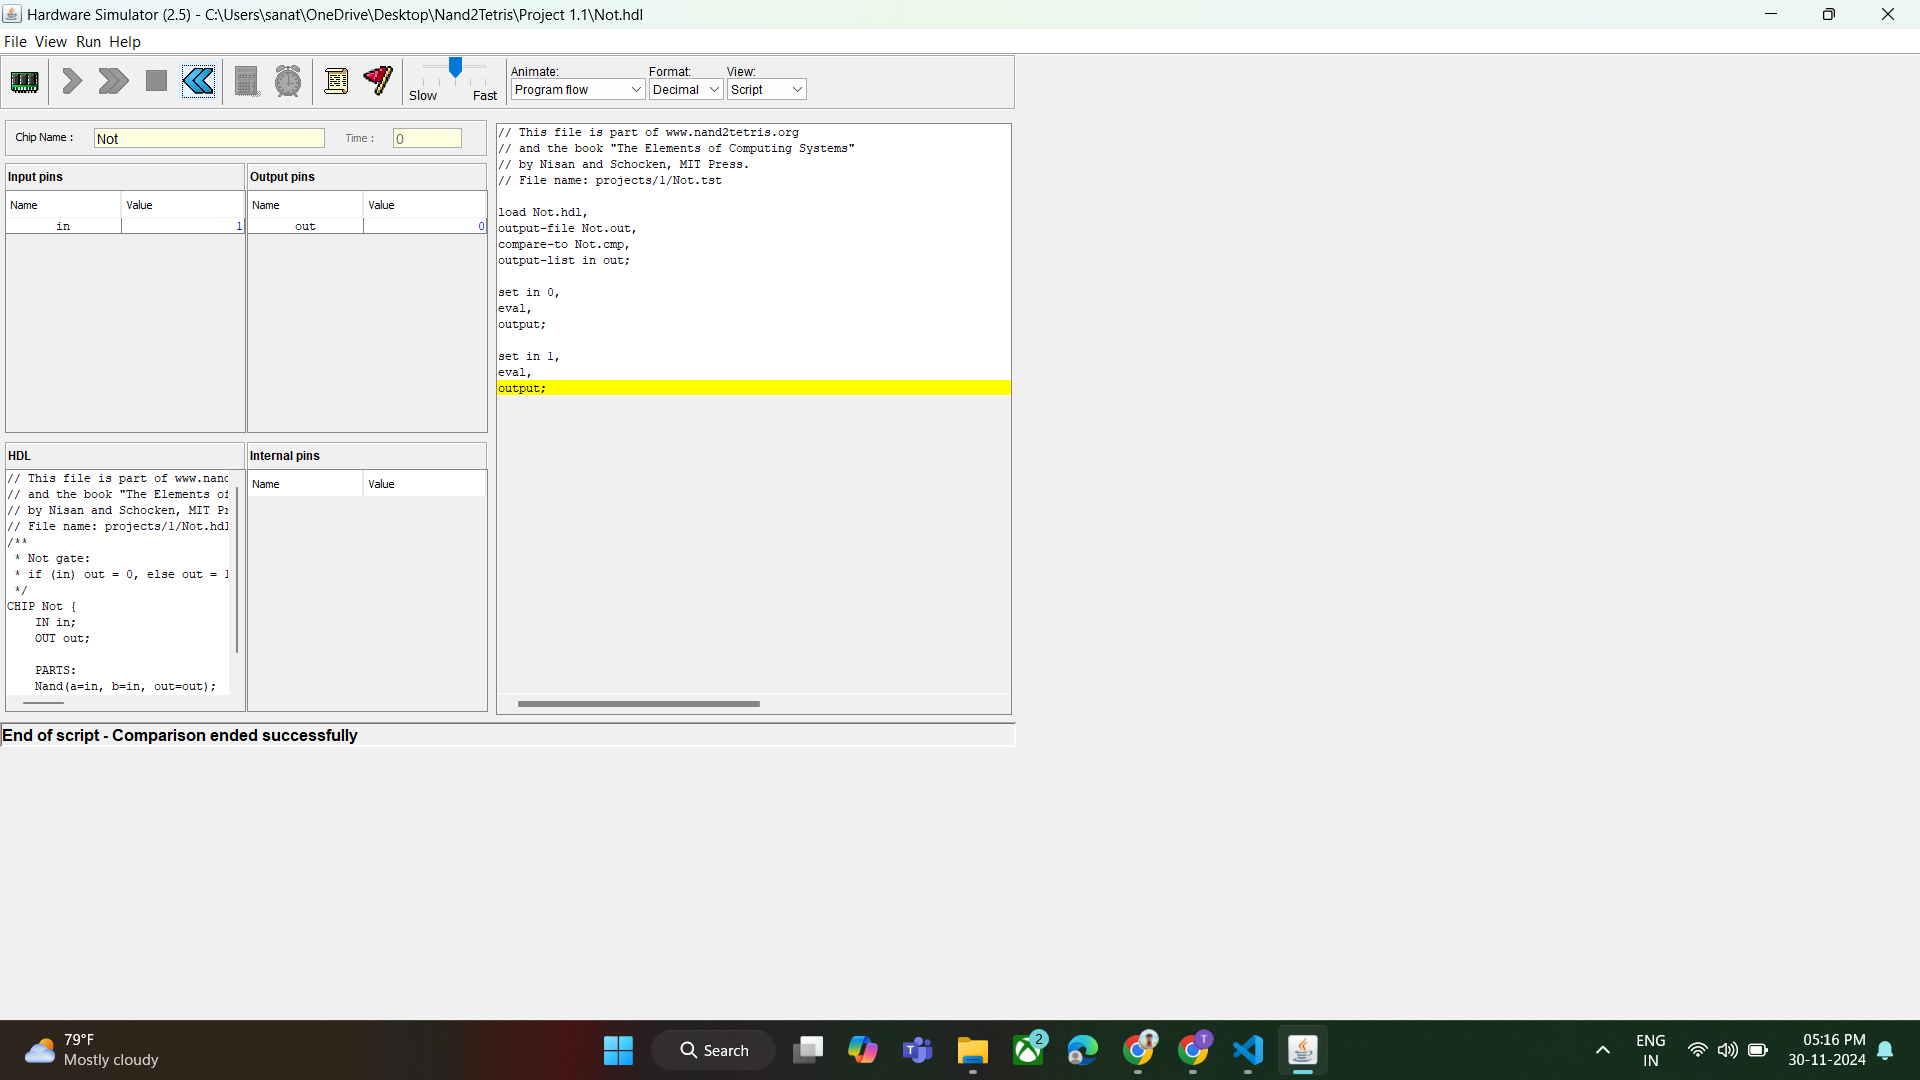 Hardware Simulator (2.5) - C:\Users\sanat\OneDrive\Desktop\Nand2Tetris\Project 1.1\Not.hdl
File View Run Help
Slow Fast
Animate: Format: View:
Program flow Decimal Script
Chip Name : Not Time : 0
Input pins
Name Value
in 1
Output pins
Name Value
out 0
HDL
// This file is part of www.nand
// and the book "The Elements of
// by Nisan and Schocken, MIT Pr
// File name: projects/1/Not.hdl
/**
* Not gate:
* if (in) out = 0, else out = 1
*/
CHIP Not {
IN in;
OUT out;
PARTS:
Nand(a=in, b=in, out=out);
Internal pins
Name Value
// This file is part of www.nand2tetris.org
// and the book "The Elements of Computing Systems"
// by Nisan and Schocken, MIT Press.
// File name: projects/1/Not.tst
load Not.hdl,
output-file Not.out,
compare-to Not.cmp,
output-list in out;
set in 0,
eval,
output;
set in 1,
eval,
output;
End of script - Comparison ended successfully
79°F
Mostly cloudy
Search
2
T
ENG
IN
05:16 PM
30-11-2024